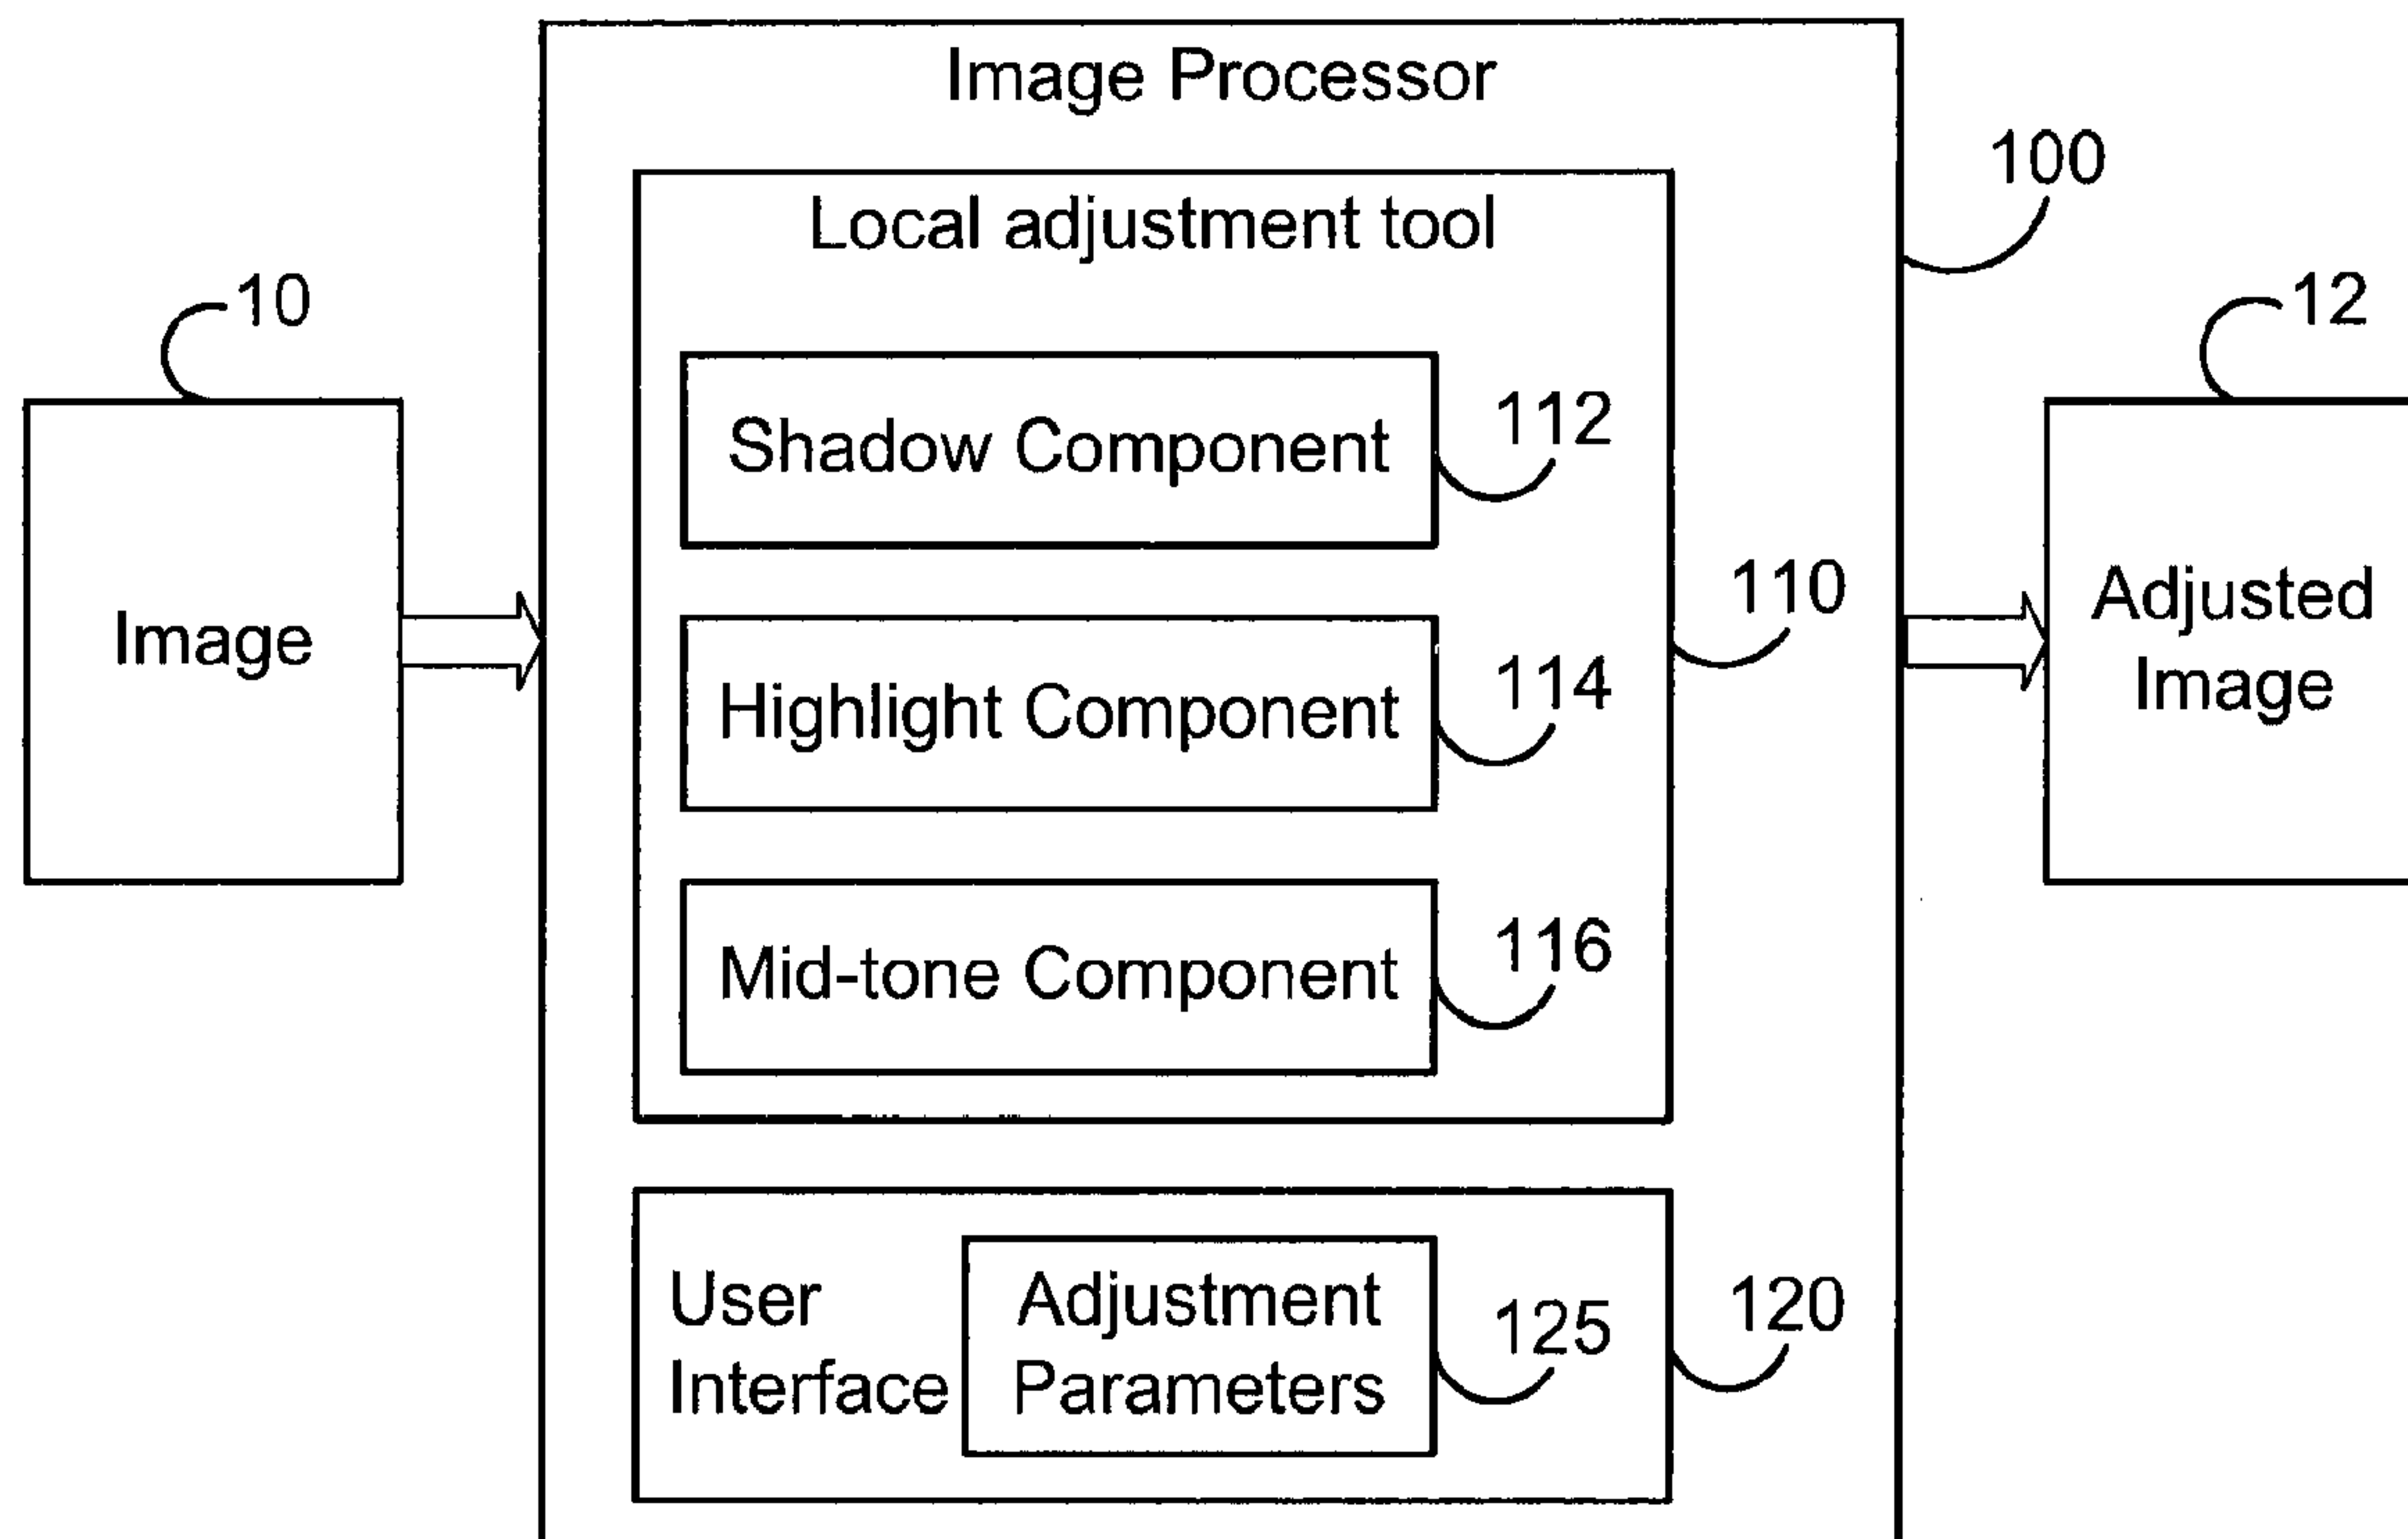 Image Processor
100
Local adjustment tool
10
12
Shadow Component
112
Image
110
Adjusted
Image
Highlight Component
114
Mid-tone Component
116
User
Interface
Adjustment
Parameters
125
120